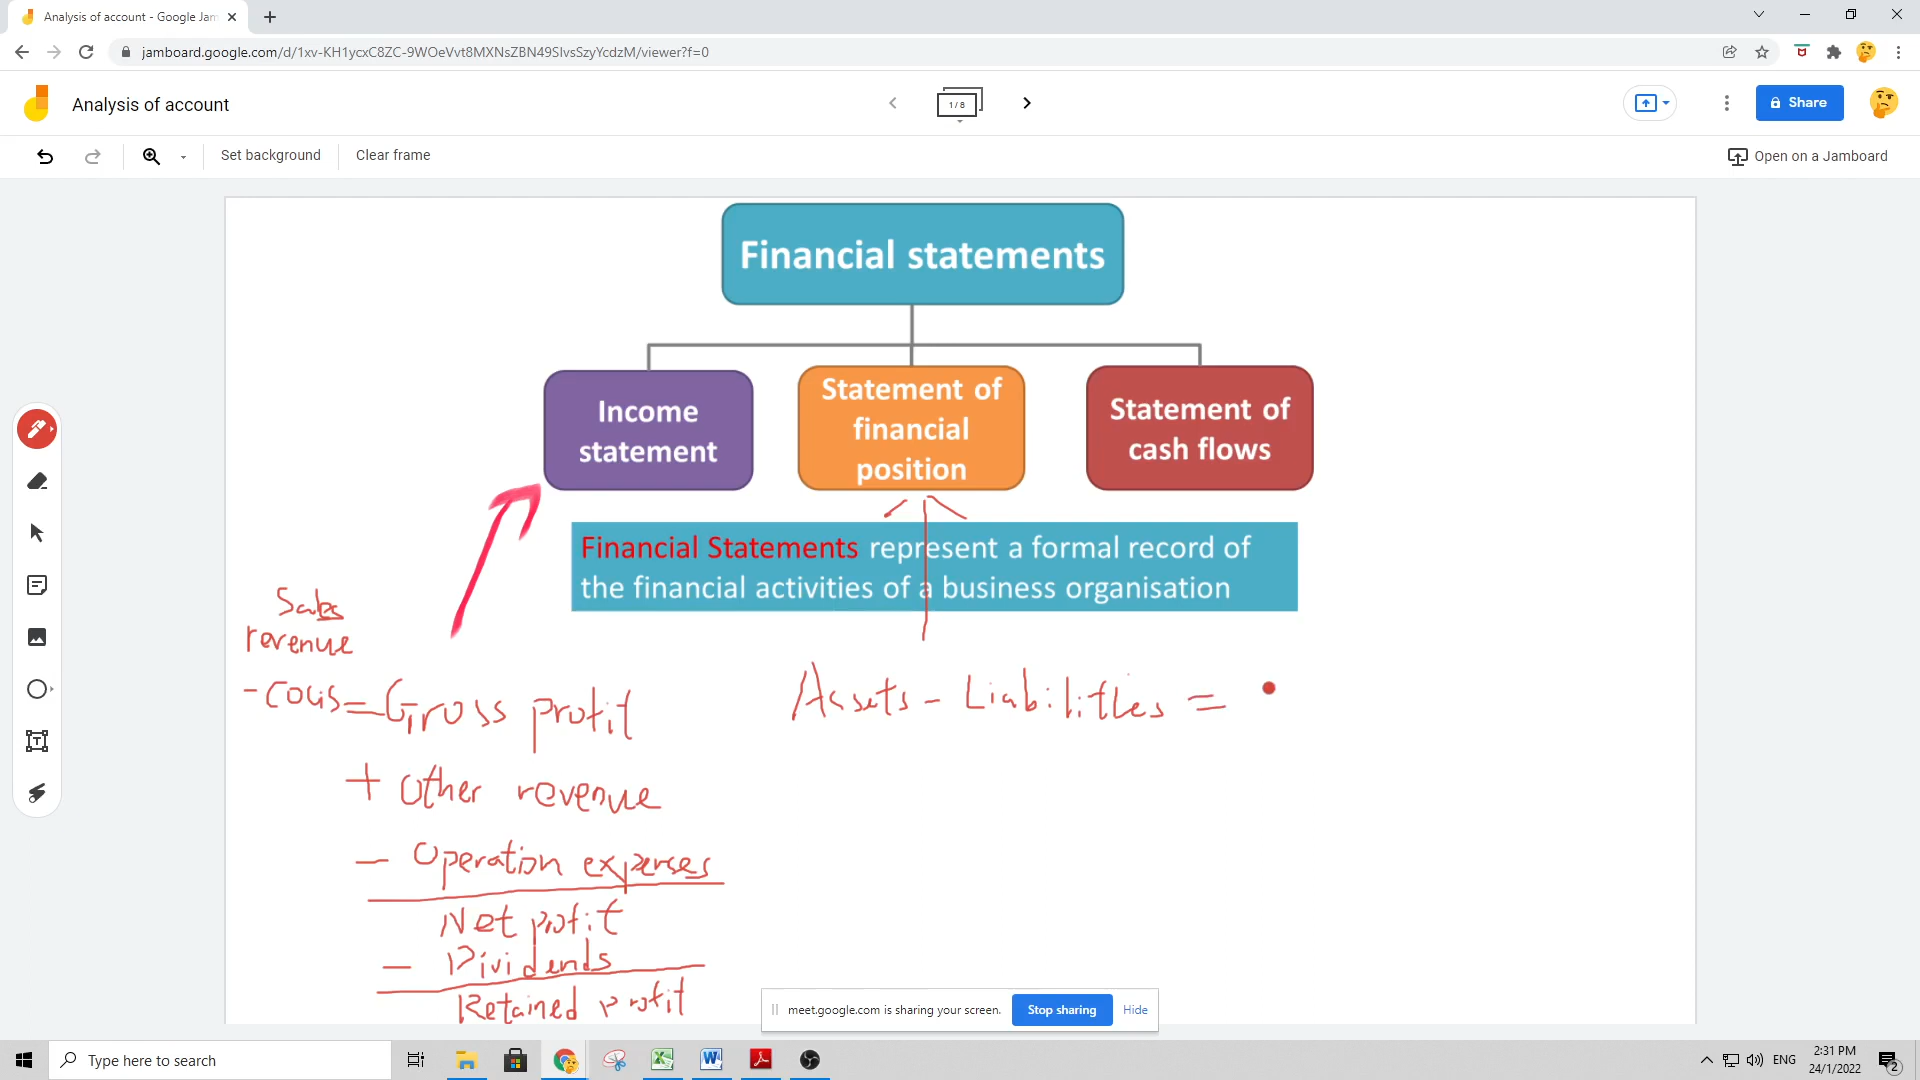 Analysis of account - Google Jam
jamboard.google.com/d/1xv-KH1ycxC8ZC-9WOeVvt8MXNsZBN49SlvsSzyYcdzM/viewer?f=0
Analysis of account
1 / 8
Share
Set background
Clear frame
Open on a Jamboard
Financial statements
Income
statement
Statement of
financial
position
Statement of
cash flows
Financial Statements represent a formal record of
the financial activities of a business organisation
Sales
revenue
- = Gross profit
+ Other revenue
- Operation expenses
Net profit
- Dividends
Retained profit
Assets - Liabilities =
meet.google.com is sharing your screen.
Stop sharing
Hide
Type here to search
ENG
2:31 PM
24/1/2022
2